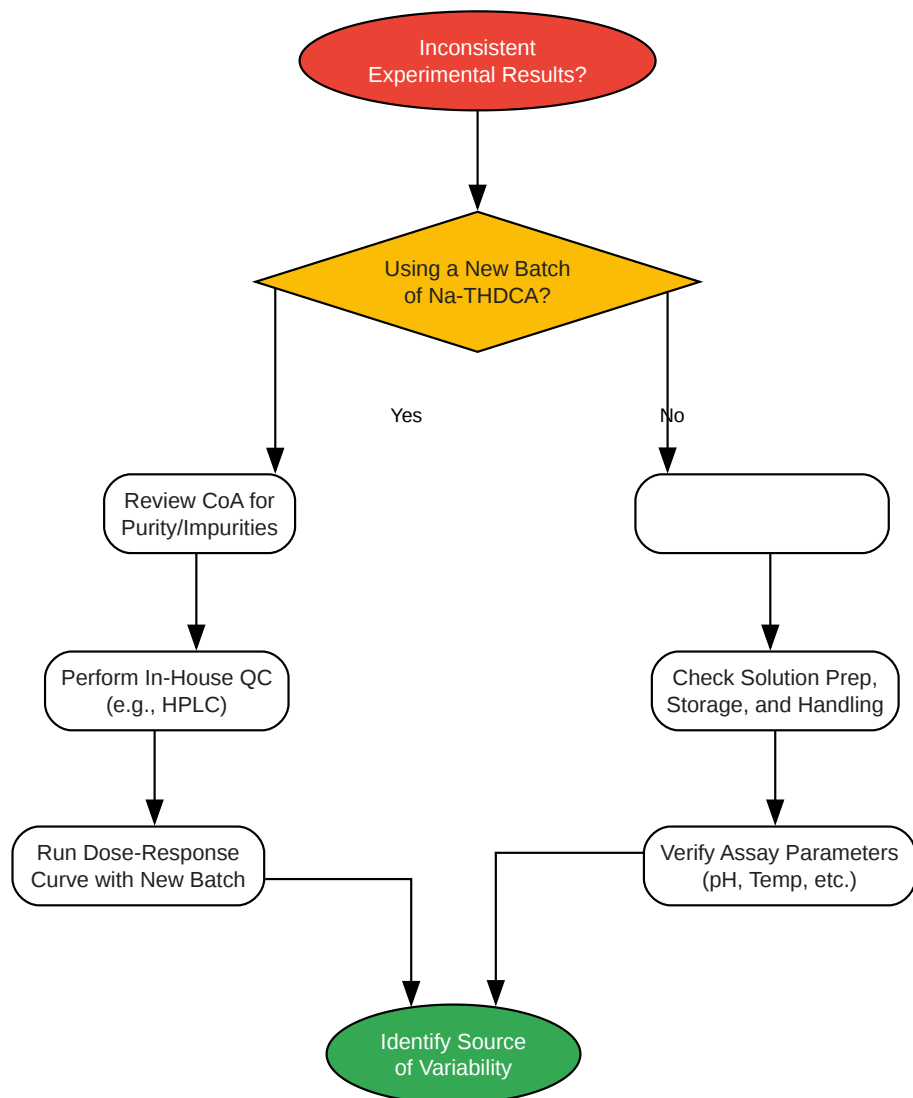 Inconsistent
Experimental Results?
Using a New Batch
of Na-THDCA?
Yes
No
Review CoA for
Purity/Impurities
Perform In-House QC
(e.g., HPLC)
Check Solution Prep,
Storage, and Handling
Run Dose-Response
Curve with New Batch
Verify Assay Parameters
(pH, Temp, etc.)
Identify Source
of Variability